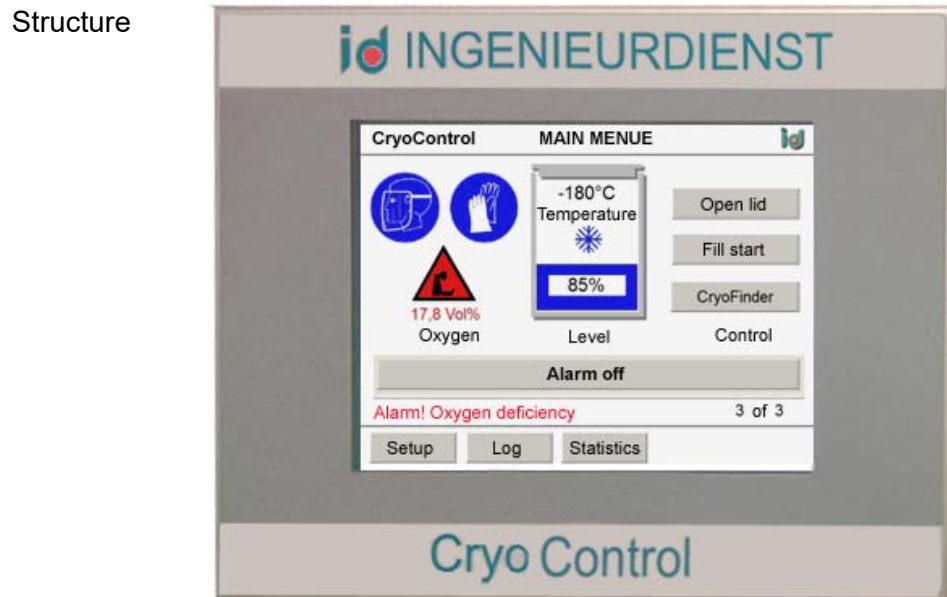 Structure
id INGENIEURDIENST
CryoControl MAIN MENUE id
-180°C
Temperature
Open lid
Fill start
85%
CryoFinder
17,8 Vol%
Oxygen Level Control
Alarm off
Alarm! Oxygen deficiency 3 of 3
Setup Log Statistics
Cryo Control